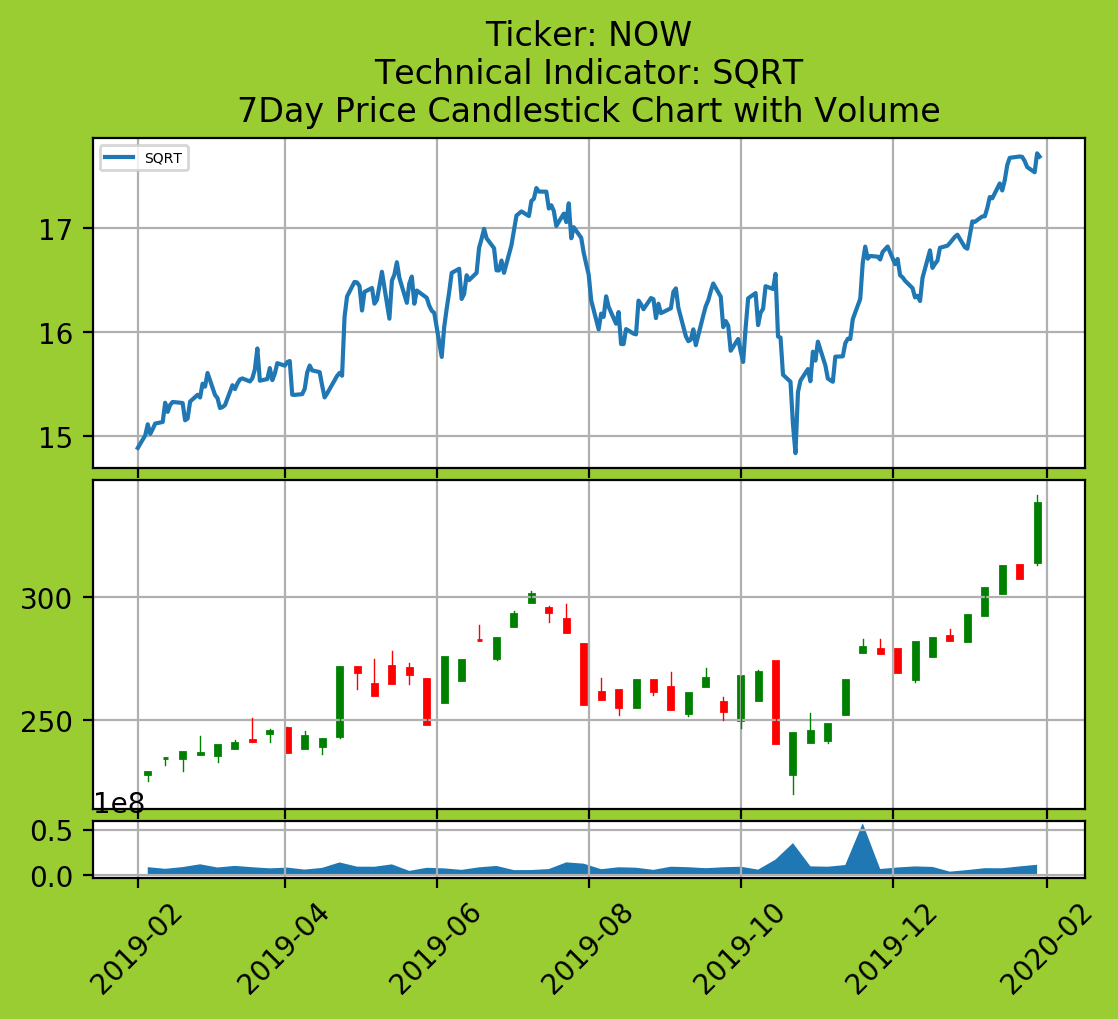 Ticker: NOW
Technical Indicator: SQRT
7Day Price Candlestick Chart with Volume
SQRT
17
16
15
300
250
1e8
0.5
0.0
2019-02
2019-04
2019-06
2019-08
2019-10
2019-12
2020-02